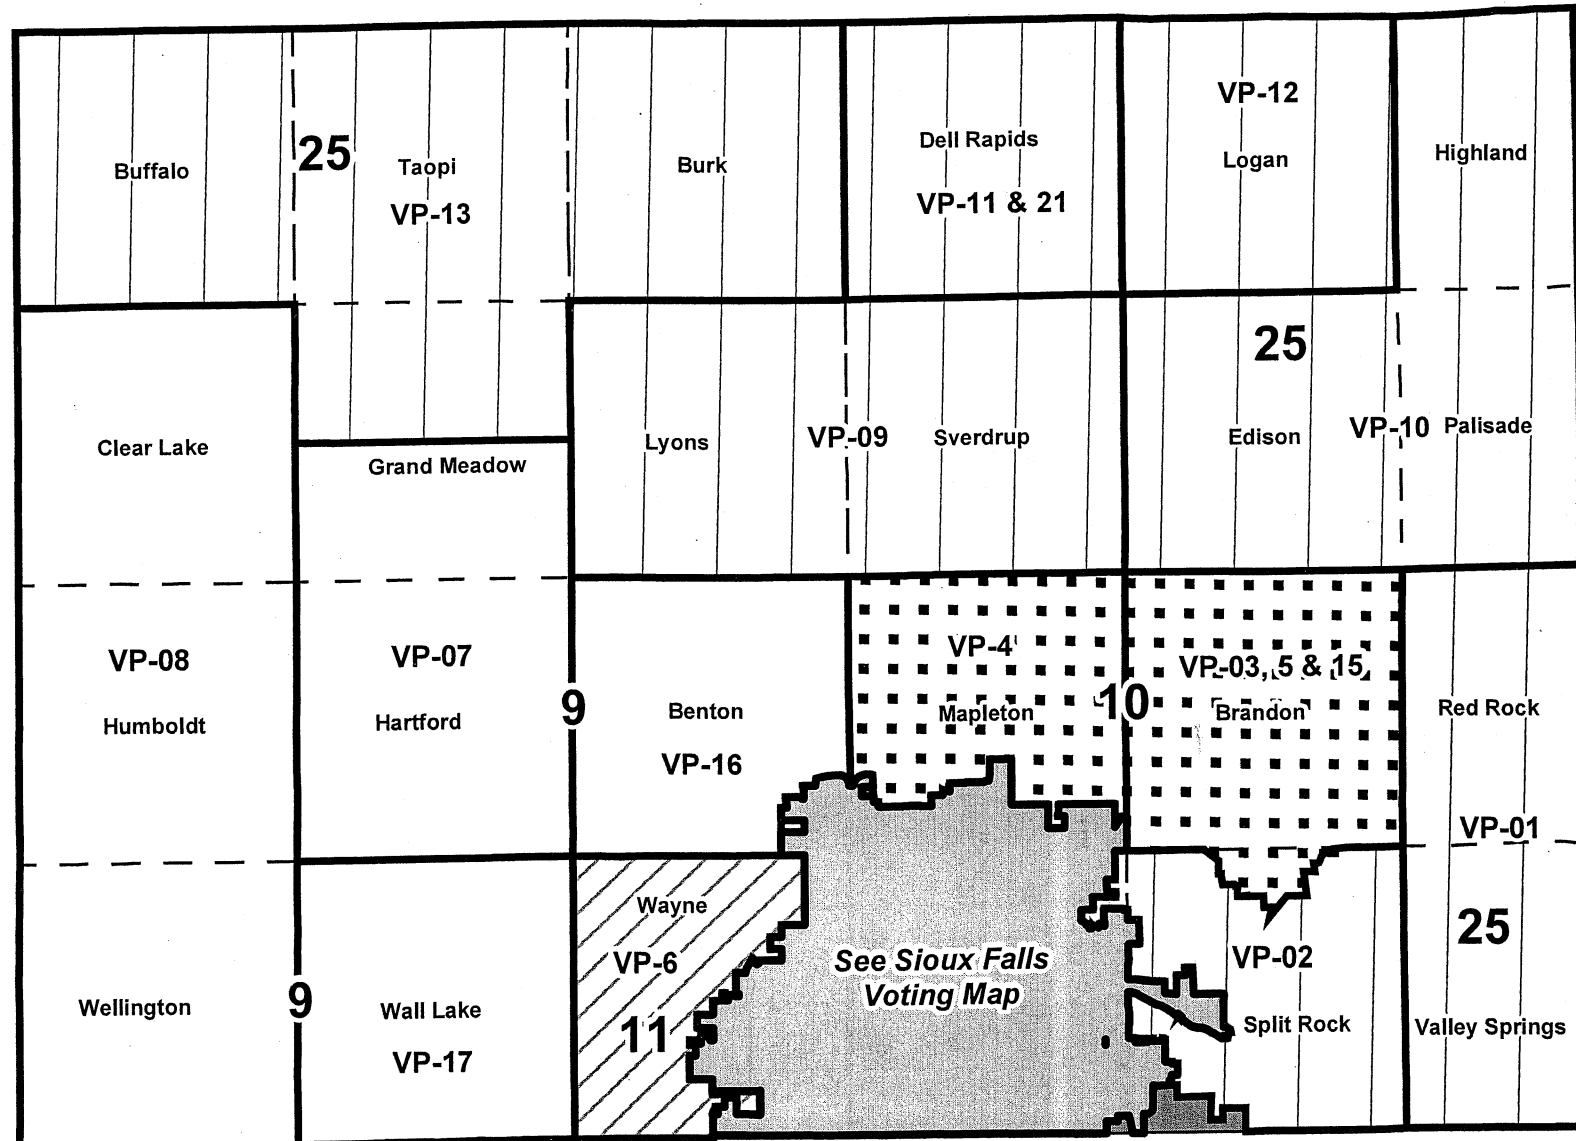 VP-12
Dell Rapids
25
Buffalo
Taopi
Burk
Logan
Highland
VP-13
VP-11 & 21
25
Clear Lake
Grand Meadow
Lyons
VP-09
Sverdrup
Edison
VP-10
Palisade
VP-08
VP-07
VP-4
VP-03, 5 & 15
Humboldt
Hartford
9
Benton
Mapleton
10
Brandon
Red Rock
VP-16
VP-01
Wayne
25
VP-6
See Sioux Falls
Voting Map
VP-02
Wellington
9
Wall Lake
11
Split Rock
Valley Springs
VP-17